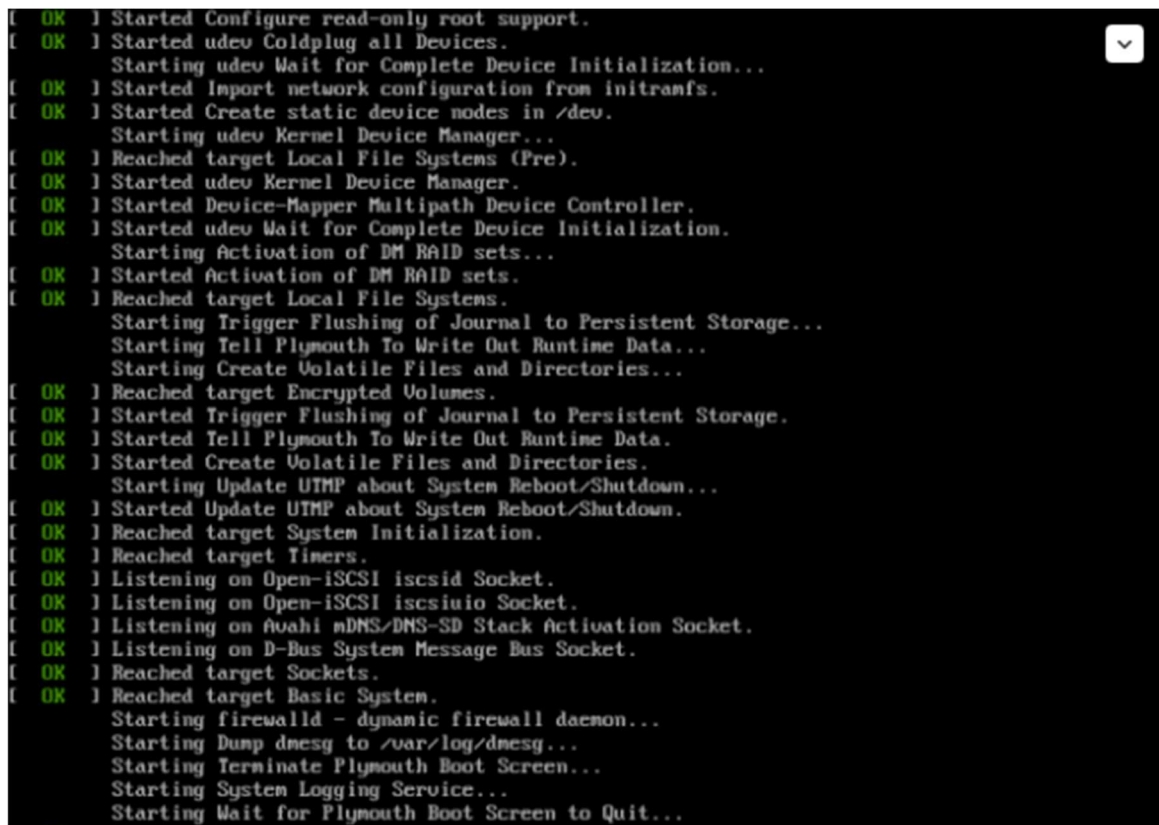 [  OK  ] Started Configure read-only root support.
[  OK  ] Started udev Coldplug all Devices.
Starting udev Wait for Complete Device Initialization...
[  OK  ] Started Import network configuration from initramfs.
[  OK  ] Started Create static device nodes in /dev.
Starting udev Kernel Device Manager...
[  OK  ] Reached target Local File Systems (Pre).
[  OK  ] Started udev Kernel Device Manager.
[  OK  ] Started Device-Mapper Multipath Device Controller.
[  OK  ] Started udev Wait for Complete Device Initialization.
Starting Activation of DM RAID sets...
[  OK  ] Started Activation of DM RAID sets.
[  OK  ] Reached target Local File Systems.
Starting Trigger Flushing of Journal to Persistent Storage...
Starting Tell Plymouth To Write Out Runtime Data...
Starting Create Volatile Files and Directories...
[  OK  ] Reached target Encrypted Volumes.
[  OK  ] Started Trigger Flushing of Journal to Persistent Storage.
[  OK  ] Started Tell Plymouth To Write Out Runtime Data.
[  OK  ] Started Create Volatile Files and Directories.
Starting Update UTMP about System Reboot/Shutdown...
[  OK  ] Started Update UTMP about System Reboot/Shutdown.
[  OK  ] Reached target System Initialization.
[  OK  ] Reached target Timers.
[  OK  ] Listening on Open-iSCSI iscsid Socket.
[  OK  ] Listening on Open-iSCSI iscsiuio Socket.
[  OK  ] Listening on Avahi mDNS/DNS-SD Stack Activation Socket.
[  OK  ] Listening on D-Bus System Message Bus Socket.
[  OK  ] Reached target Sockets.
[  OK  ] Reached target Basic System.
Starting firewalld - dynamic firewall daemon...
Starting Dump dmesg to /var/log/dmesg...
Starting Terminate Plymouth Boot Screen...
Starting System Logging Service...
Starting Wait for Plymouth Boot Screen to Quit...